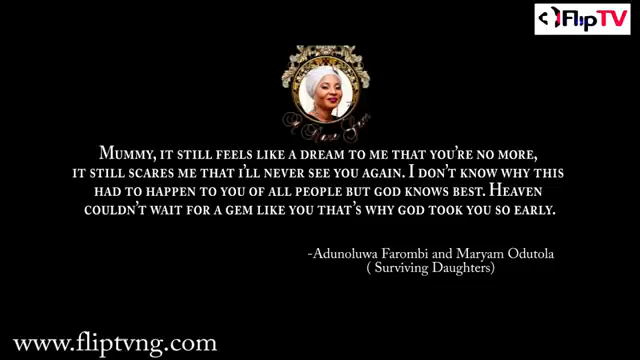 FlipTV
A Rare Gem
MUMMY, IT STILL FEELS LIKE A DREAM TO ME THAT YOU'RE NO MORE,
IT STILL SCARES ME THAT I'LL NEVER SEE YOU AGAIN. I DON'T KNOW WHY THIS
HAD TO HAPPEN TO YOU OF ALL PEOPLE BUT GOD KNOWS BEST. HEAVEN
COULDN'T WAIT FOR A GEM LIKE YOU THAT'S WHY GOD TOOK YOU SO EARLY.
-Adunoluwa Farombi and Maryam Odutola
( Surviving Daughters)
www.fliptvng.com